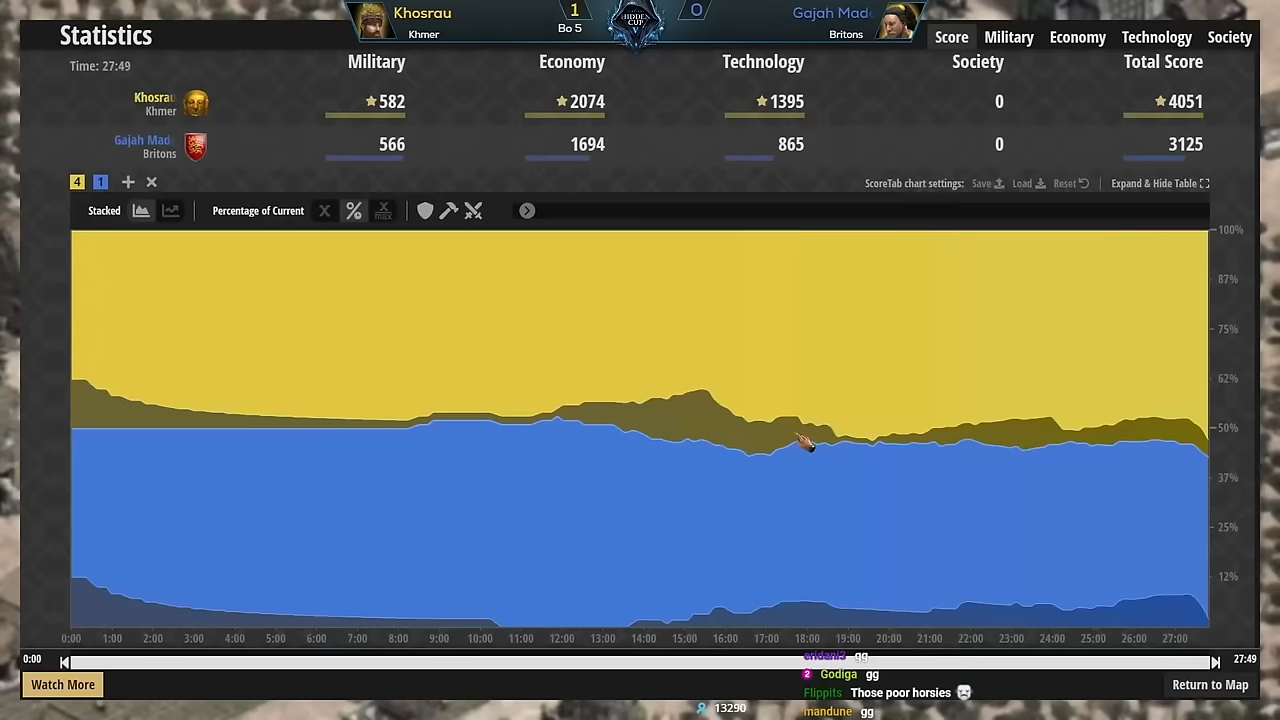 Khosrau 1 HIDDEN CUP 0 Gajah Mada
Khmer Bo 5 Britons
Statistics Score Military Economy Technology Society
Time: 27:49 Military Economy Technology Society Total Score
Khosrau 582 2074 1395 0 4051
Khmer
Gajah Mad 566 1694 865 0 3125
Britons
4 1 ScoreTab chart settings: Save Load Reset Expand & Hide Table
Stacked Percentage of Current X % X max
100%
87%
75%
62%
50%
37%
25%
12%
0:00 1:00 2:00 3:00 4:00 5:00 6:00 7:00 8:00 9:00 10:00 11:00 12:00 13:00 14:00 15:00 16:00 17:00 18:00 19:00 20:00 21:00 22:00 23:00 24:00 25:00 26:00 27:00
0:00 27:49
eridani3 gg
Watch More 2 Godiga gg Return to Map
Flippits Those poor horsies
13290 mandune gg